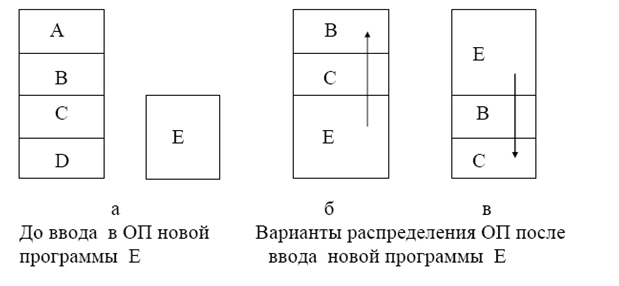 A
B
C
D
E
B
C
E
E
B
C
а
б
в
До ввода в ОП новой программы Е
Варианты распределения ОП после ввода новой программы Е